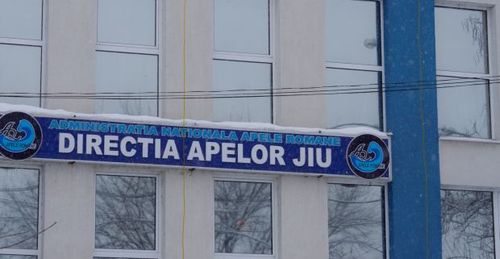 ADMINISTRATIA NATIONALA APELE ROMANE
DIRECTIA APELOR JIU